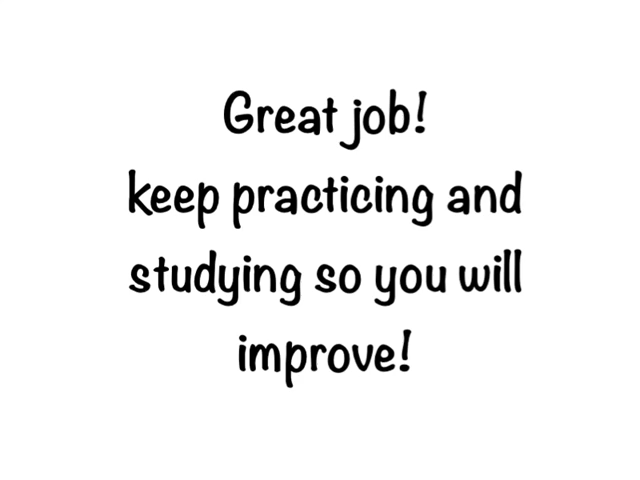 Great job!
keep practicing and
studying so you will
improve!